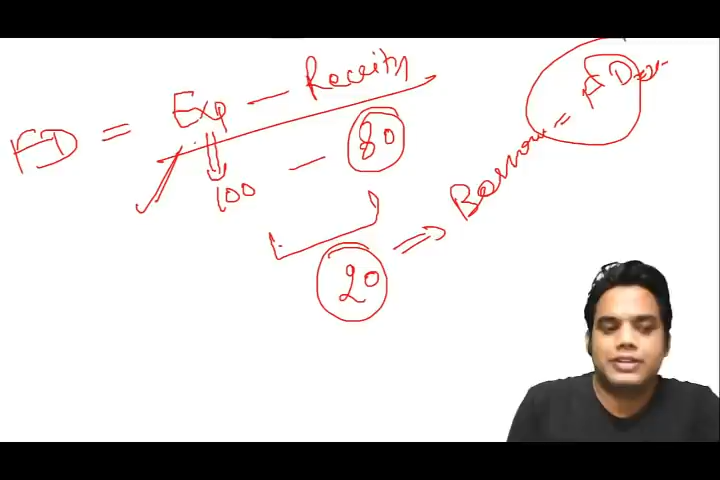 FD = Exp — Receipts
100 — 80
20 ⇒ Borrow = FD